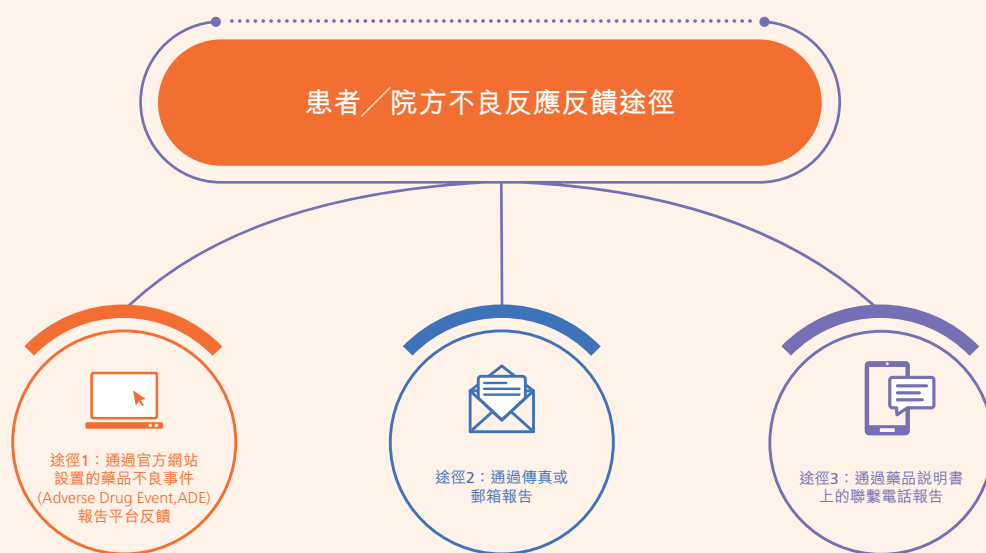 患者╱院方不良反應反饋途徑
途徑1：通過官方網站
設置的藥品不良事件
(Adverse Drug Event,ADE)
報告平台反饋
途徑2：通過傳真或
郵箱報告
途徑3：通過藥品説明書
上的聯繫電話報告